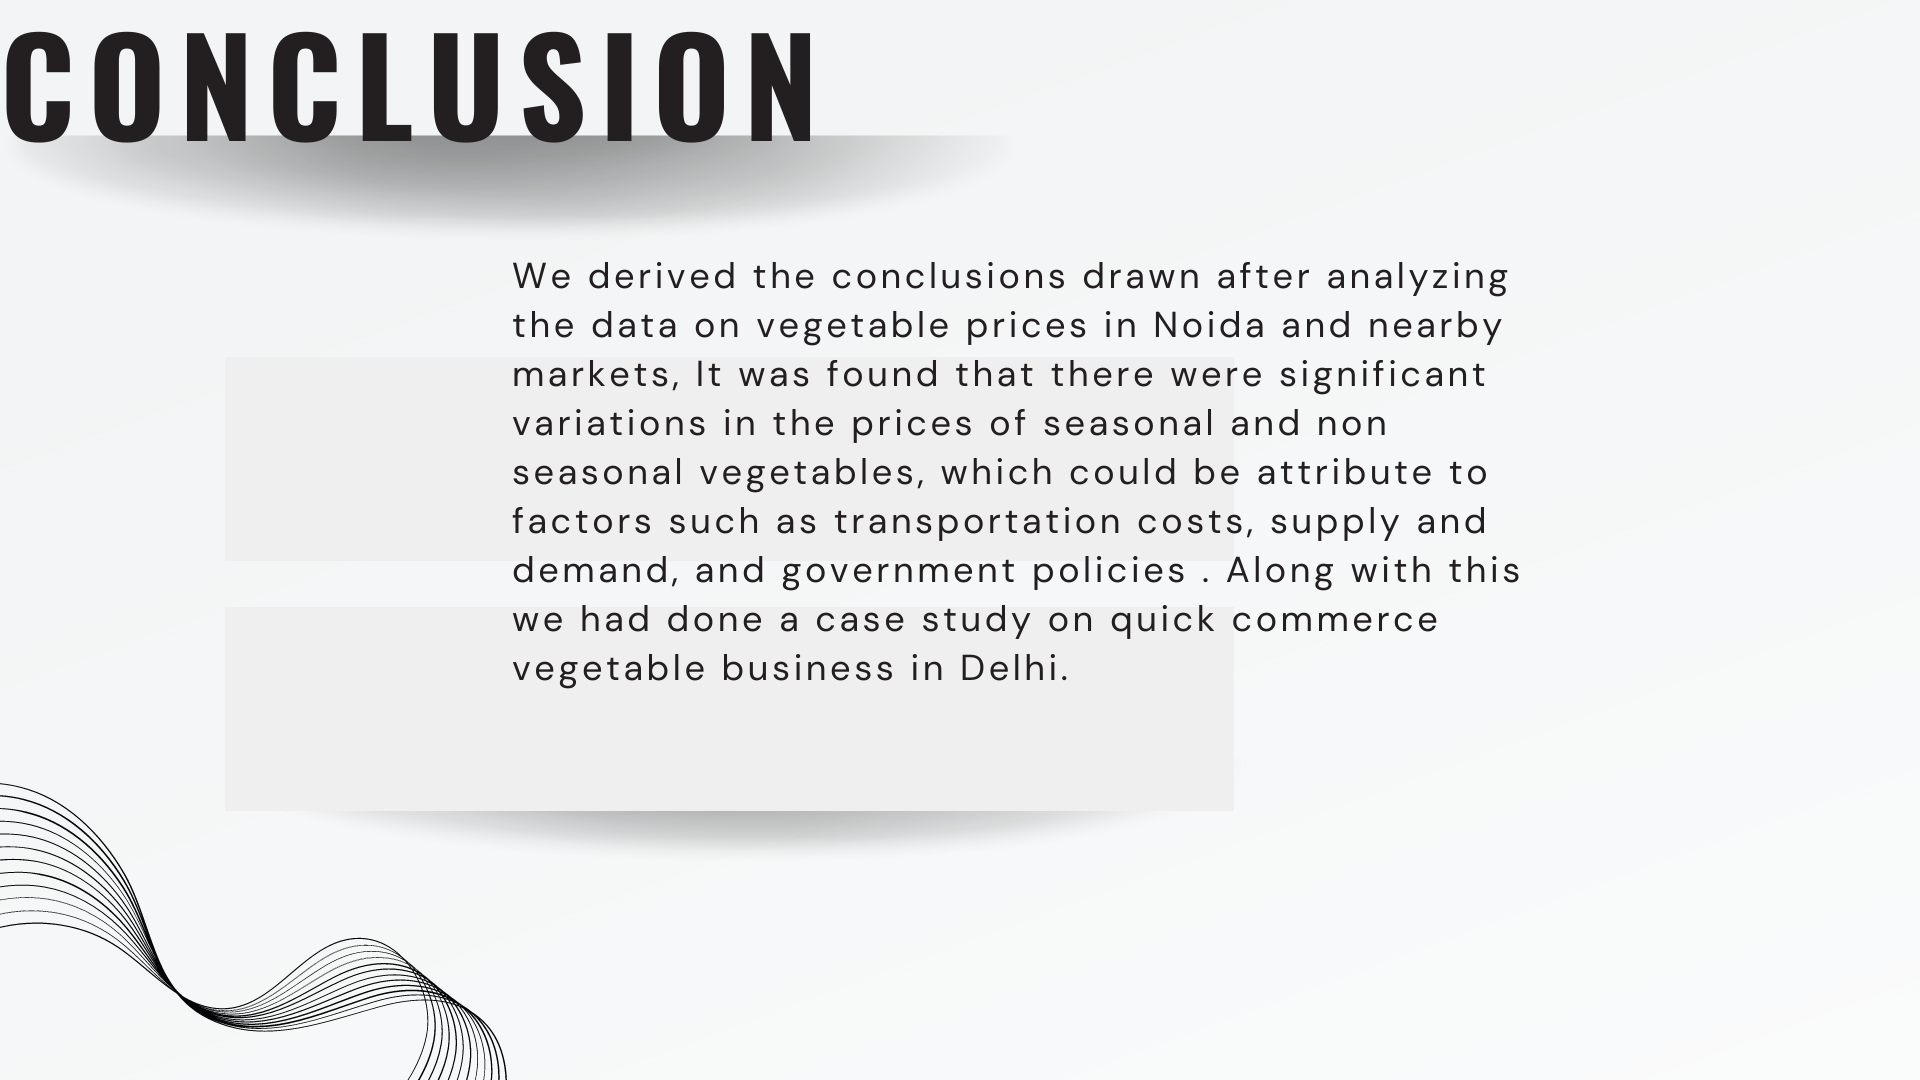 CONCLUSION
We derived the conclusions drawn after analyzing
the data on vegetable prices in Noida and nearby
markets, It was found that there were significant
variations in the prices of seasonal and non
seasonal vegetables, which could be attribute to
factors such as transportation costs, supply and
demand, and government policies . Along with this
we had done a case study on quick commerce
vegetable business in Delhi.